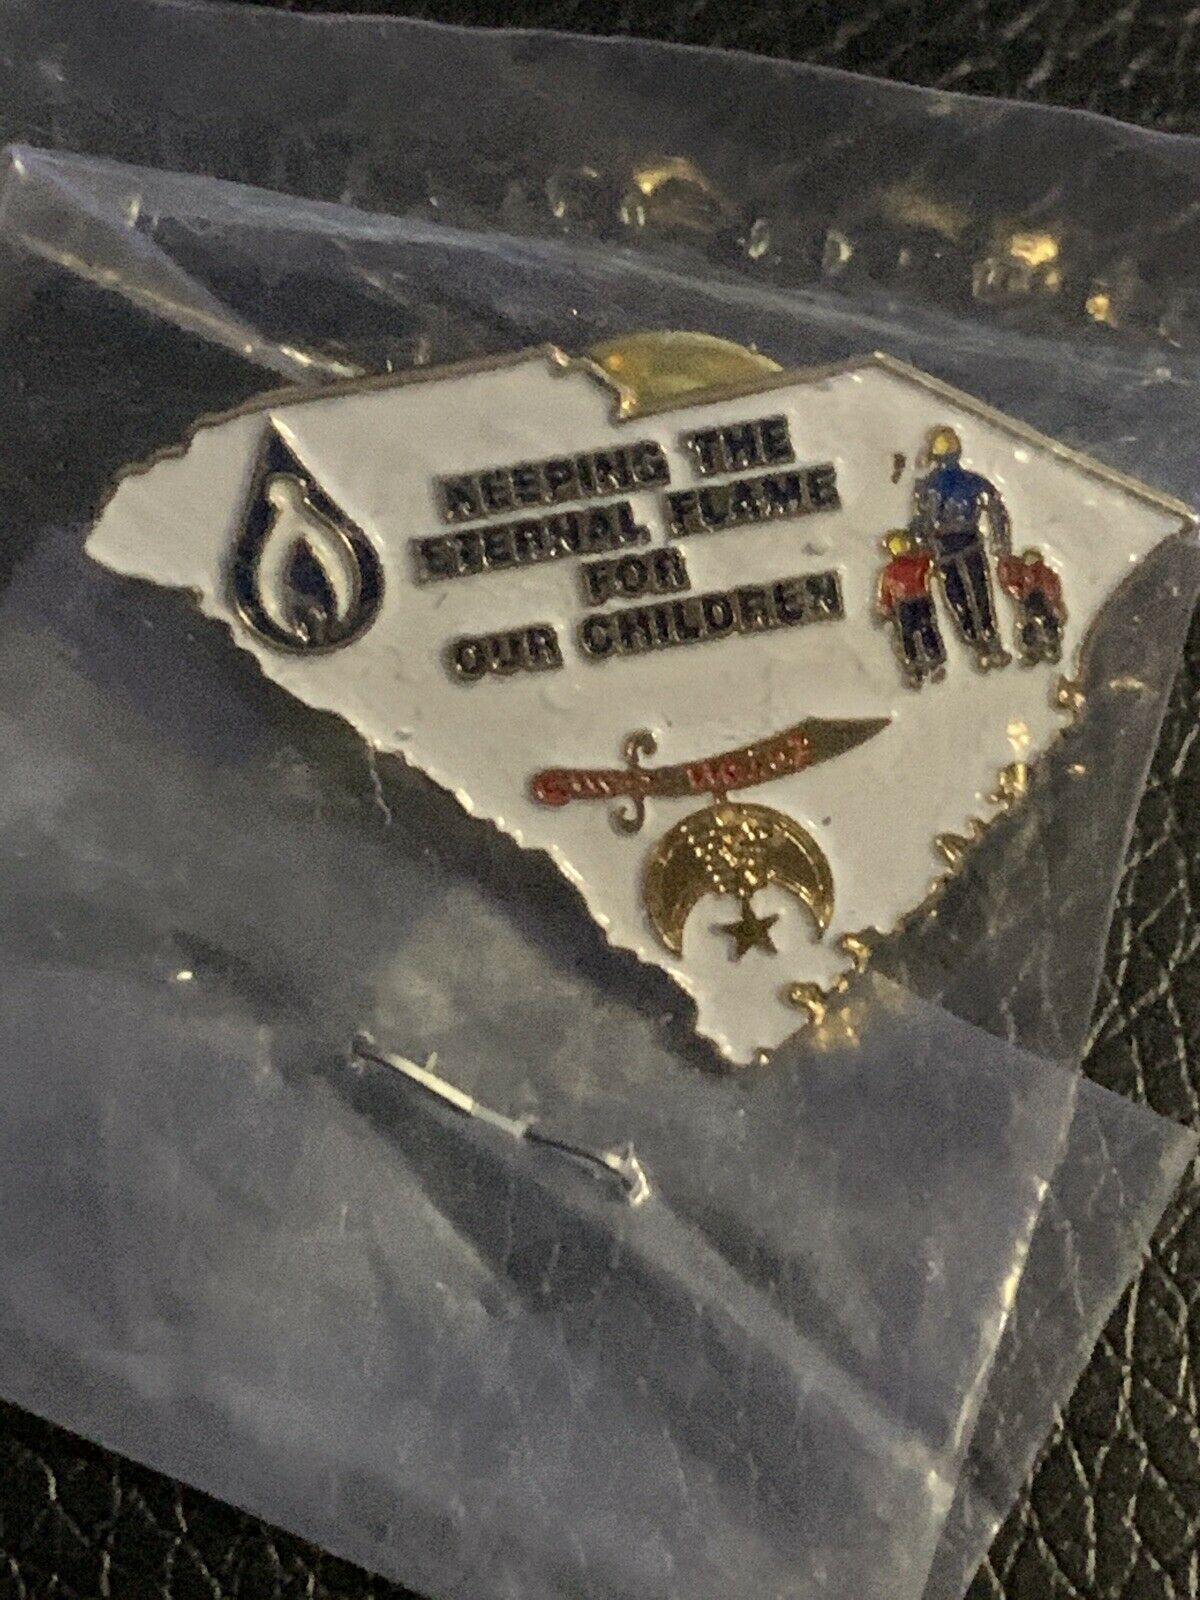 KEEPING THE
ETERNAL FLAME
FOR
OUR CHILDREN